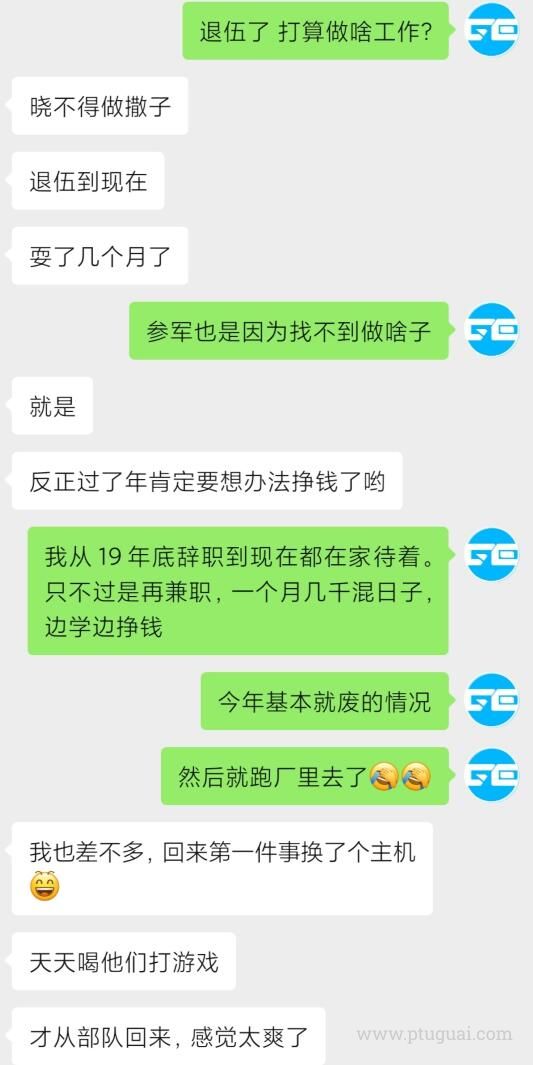 退伍了 打算做啥工作?
晓不得做撒子
退伍到现在
耍了几个月了
参军也是因为找不到做啥子
就是
反正过了年肯定要想办法挣钱了哟
我从 19 年底辞职到现在都在家待着。
只不过是再兼职，一个月几千混日子，
边学边挣钱
今年基本就废的情况
然后就跑厂里去了
我也差不多，回来第一件事换了个主机
天天喝他们打游戏
才从部队回来，感觉太爽了
www.ptuguai.com